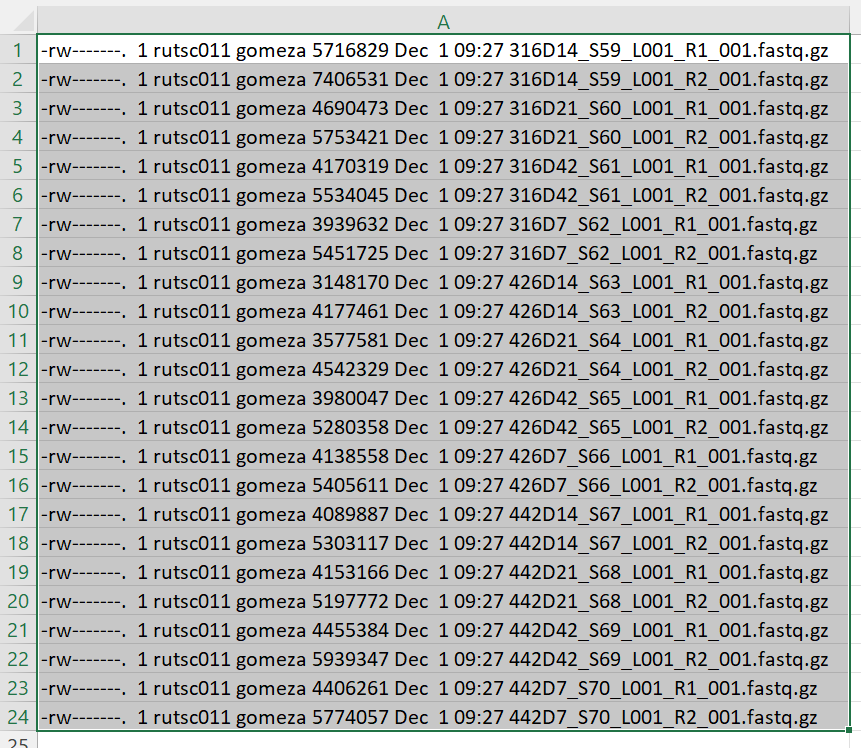 A
1 -rw-------.  1 rutsc011 gomeza 5716829 Dec  1 09:27 316D14_S59_L001_R1_001.fastq.gz
2 -rw-------.  1 rutsc011 gomeza 7406531 Dec  1 09:27 316D14_S59_L001_R2_001.fastq.gz
3 -rw-------.  1 rutsc011 gomeza 4690473 Dec  1 09:27 316D21_S60_L001_R1_001.fastq.gz
4 -rw-------.  1 rutsc011 gomeza 5753421 Dec  1 09:27 316D21_S60_L001_R2_001.fastq.gz
5 -rw-------.  1 rutsc011 gomeza 4170319 Dec  1 09:27 316D42_S61_L001_R1_001.fastq.gz
6 -rw-------.  1 rutsc011 gomeza 5534045 Dec  1 09:27 316D42_S61_L001_R2_001.fastq.gz
7 -rw-------.  1 rutsc011 gomeza 3939632 Dec  1 09:27 316D7_S62_L001_R1_001.fastq.gz
8 -rw-------.  1 rutsc011 gomeza 5451725 Dec  1 09:27 316D7_S62_L001_R2_001.fastq.gz
9 -rw-------.  1 rutsc011 gomeza 3148170 Dec  1 09:27 426D14_S63_L001_R1_001.fastq.gz
10 -rw-------.  1 rutsc011 gomeza 4177461 Dec  1 09:27 426D14_S63_L001_R2_001.fastq.gz
11 -rw-------.  1 rutsc011 gomeza 3577581 Dec  1 09:27 426D21_S64_L001_R1_001.fastq.gz
12 -rw-------.  1 rutsc011 gomeza 4542329 Dec  1 09:27 426D21_S64_L001_R2_001.fastq.gz
13 -rw-------.  1 rutsc011 gomeza 3980047 Dec  1 09:27 426D42_S65_L001_R1_001.fastq.gz
14 -rw-------.  1 rutsc011 gomeza 5280358 Dec  1 09:27 426D42_S65_L001_R2_001.fastq.gz
15 -rw-------.  1 rutsc011 gomeza 4138558 Dec  1 09:27 426D7_S66_L001_R1_001.fastq.gz
16 -rw-------.  1 rutsc011 gomeza 5405611 Dec  1 09:27 426D7_S66_L001_R2_001.fastq.gz
17 -rw-------.  1 rutsc011 gomeza 4089887 Dec  1 09:27 442D14_S67_L001_R1_001.fastq.gz
18 -rw-------.  1 rutsc011 gomeza 5303117 Dec  1 09:27 442D14_S67_L001_R2_001.fastq.gz
19 -rw-------.  1 rutsc011 gomeza 4153166 Dec  1 09:27 442D21_S68_L001_R1_001.fastq.gz
20 -rw-------.  1 rutsc011 gomeza 5197772 Dec  1 09:27 442D21_S68_L001_R2_001.fastq.gz
21 -rw-------.  1 rutsc011 gomeza 4455384 Dec  1 09:27 442D42_S69_L001_R1_001.fastq.gz
22 -rw-------.  1 rutsc011 gomeza 5939347 Dec  1 09:27 442D42_S69_L001_R2_001.fastq.gz
23 -rw-------.  1 rutsc011 gomeza 4406261 Dec  1 09:27 442D7_S70_L001_R1_001.fastq.gz
24 -rw-------.  1 rutsc011 gomeza 5774057 Dec  1 09:27 442D7_S70_L001_R2_001.fastq.gz
25